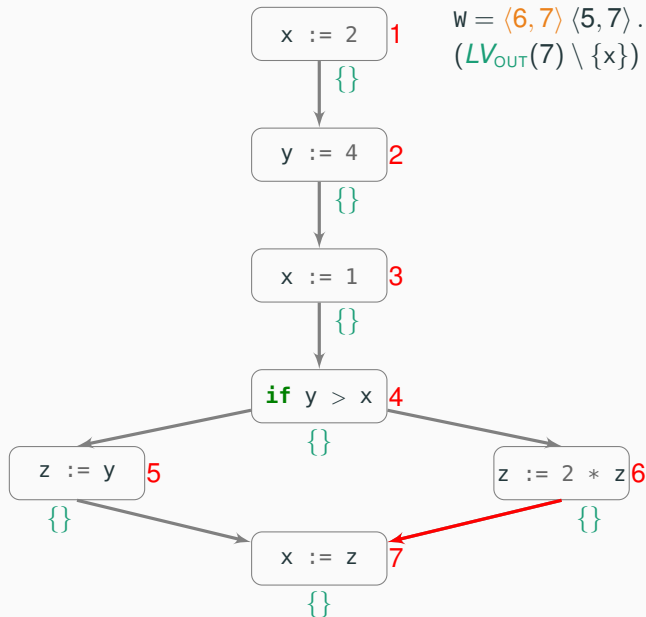 x := 2 1
W = ⟨6, 7⟩ ⟨5, 7⟩ .
(LV_OUT(7) \ {x})
{}
y := 4 2
{}
x := 1 3
{}
if y > x 4
{}
z := y 5
z := 2 * z 6
{}
{}
x := z 7
{}